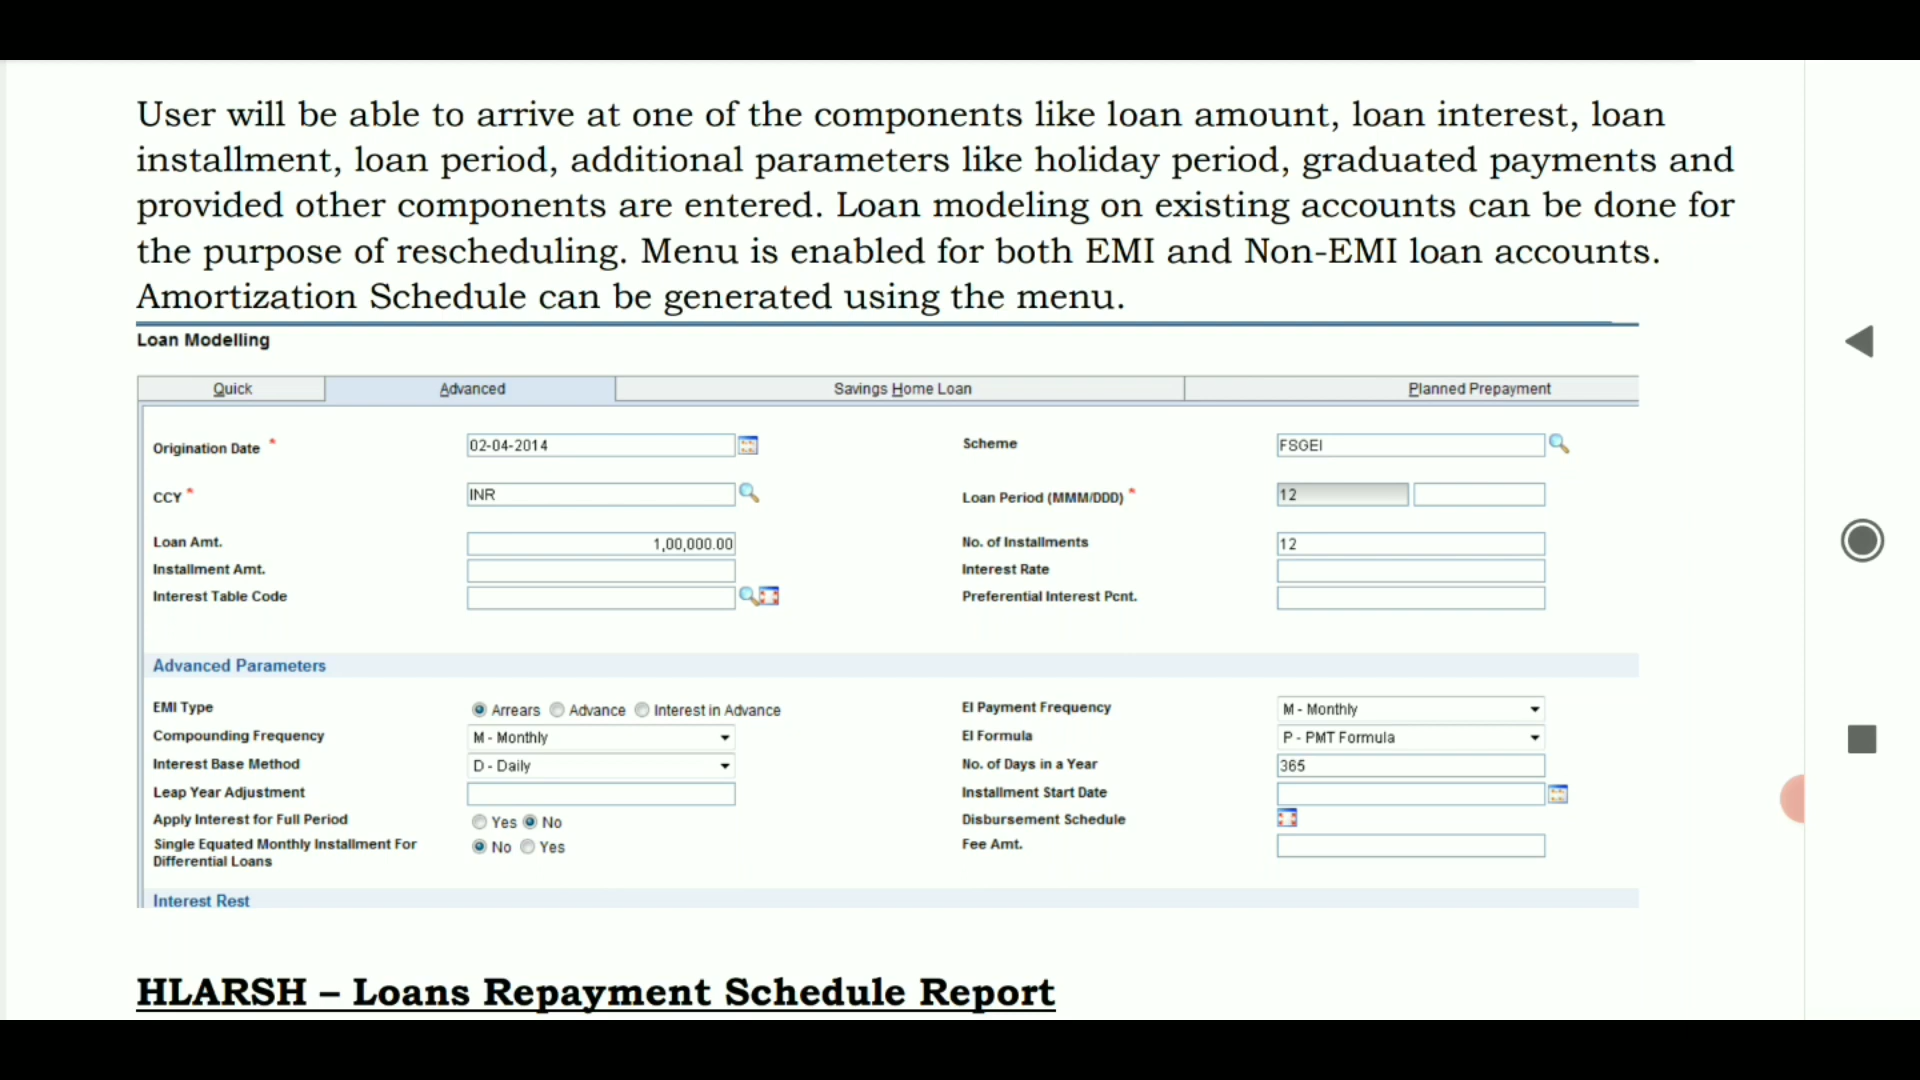 User will be able to arrive at one of the components like loan amount, loan interest, loan
installment, loan period, additional parameters like holiday period, graduated payments and
provided other components are entered. Loan modeling on existing accounts can be done for
the purpose of rescheduling. Menu is enabled for both EMI and Non-EMI loan accounts.
Amortization Schedule can be generated using the menu.
Loan Modelling
Quick Advanced Savings Home Loan Planned Prepayment
Origination Date * 02-04-2014 Scheme FSGEI
CCY * INR Loan Period (MMM/DDD) * 12
Loan Amt. 1,00,000.00 No. of Installments 12
Installment Amt. Interest Rate
Interest Table Code Preferential Interest Pcnt.
Advanced Parameters
EMI Type Arrears Advance Interest in Advance EI Payment Frequency M - Monthly
Compounding Frequency M - Monthly EI Formula P - PMT Formula
Interest Base Method D - Daily No. of Days in a Year 365
Leap Year Adjustment Installment Start Date
Apply Interest for Full Period Yes No Disbursement Schedule
Single Equated Monthly Installment For No Yes Fee Amt.
Differential Loans
Interest Rest
HLARSH – Loans Repayment Schedule Report